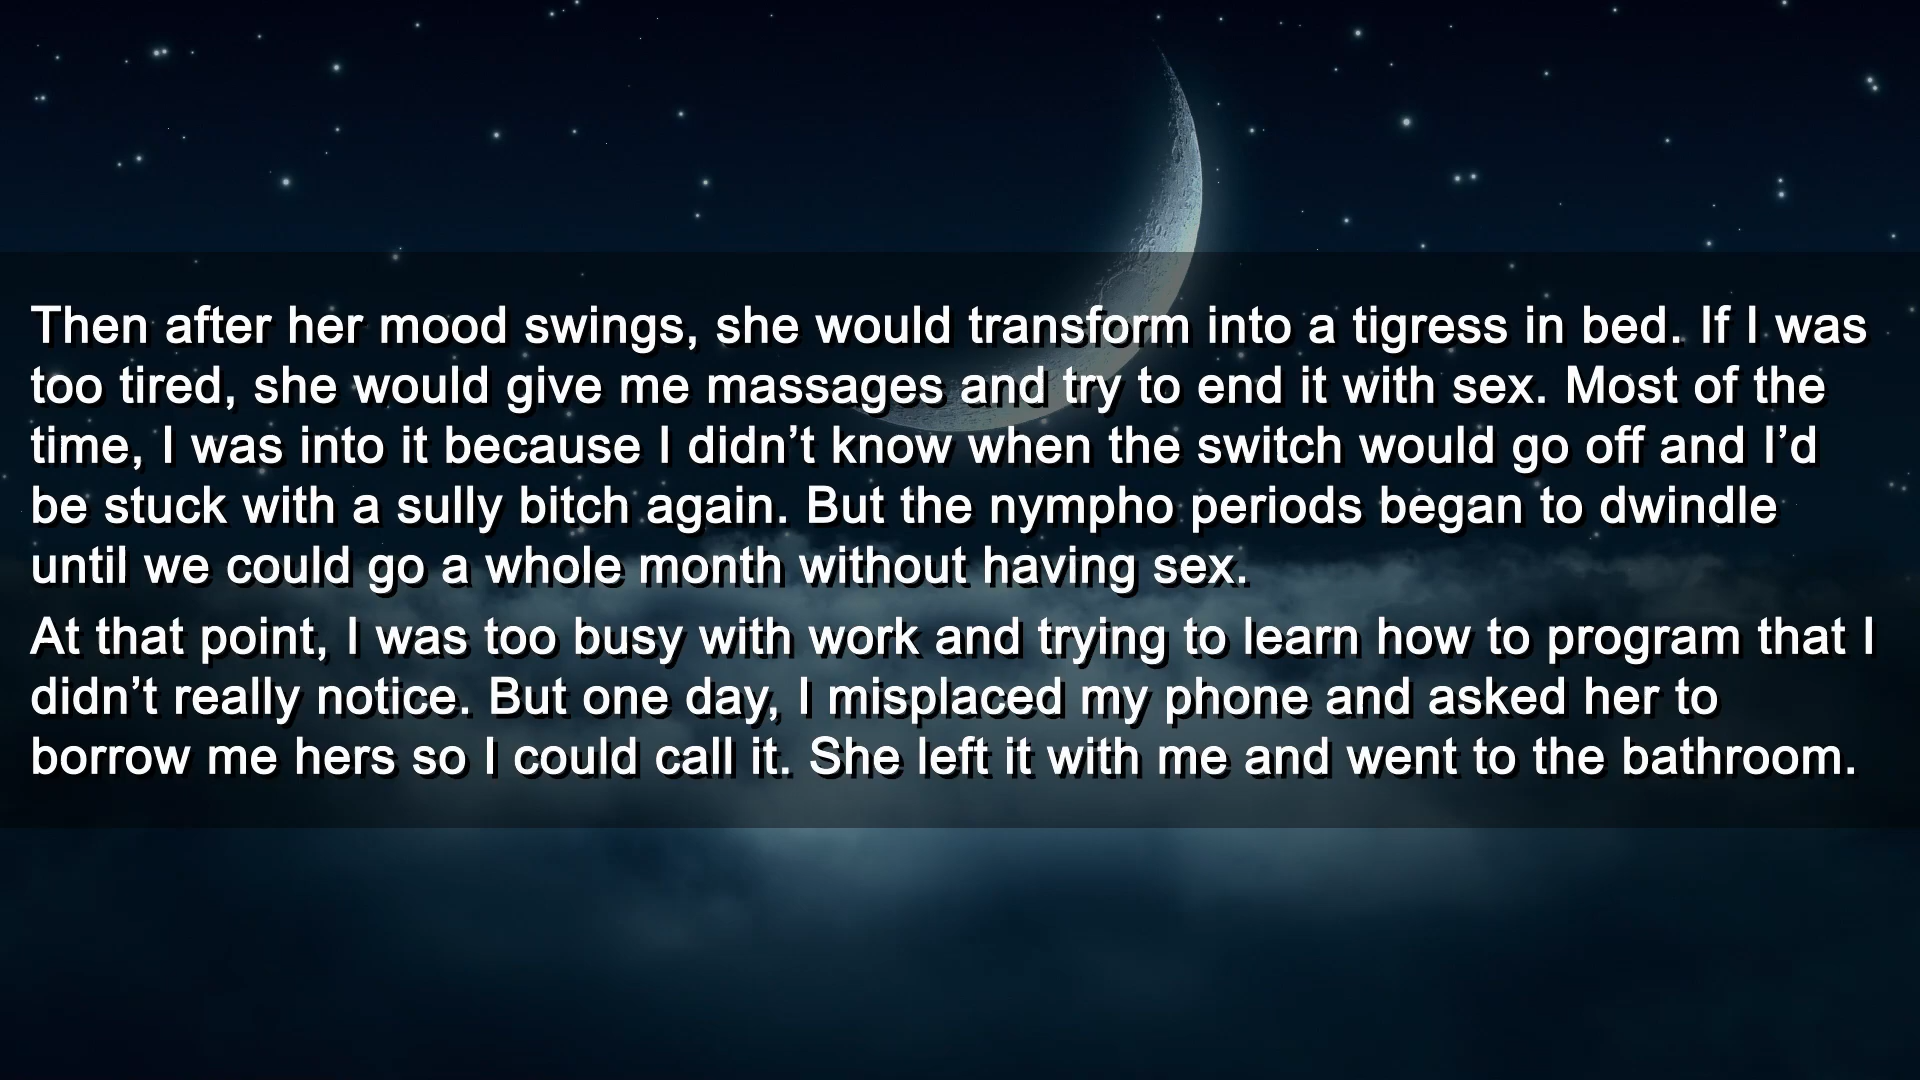 Then after her mood swings, she would transform into a tigress in bed. If I was
too tired, she would give me massages and try to end it with sex. Most of the
time, I was into it because I didn’t know when the switch would go off and I’d
be stuck with a sully bitch again. But the nympho periods began to dwindle
until we could go a whole month without having sex.
At that point, I was too busy with work and trying to learn how to program that I
didn’t really notice. But one day, I misplaced my phone and asked her to
borrow me hers so I could call it. She left it with me and went to the bathroom.